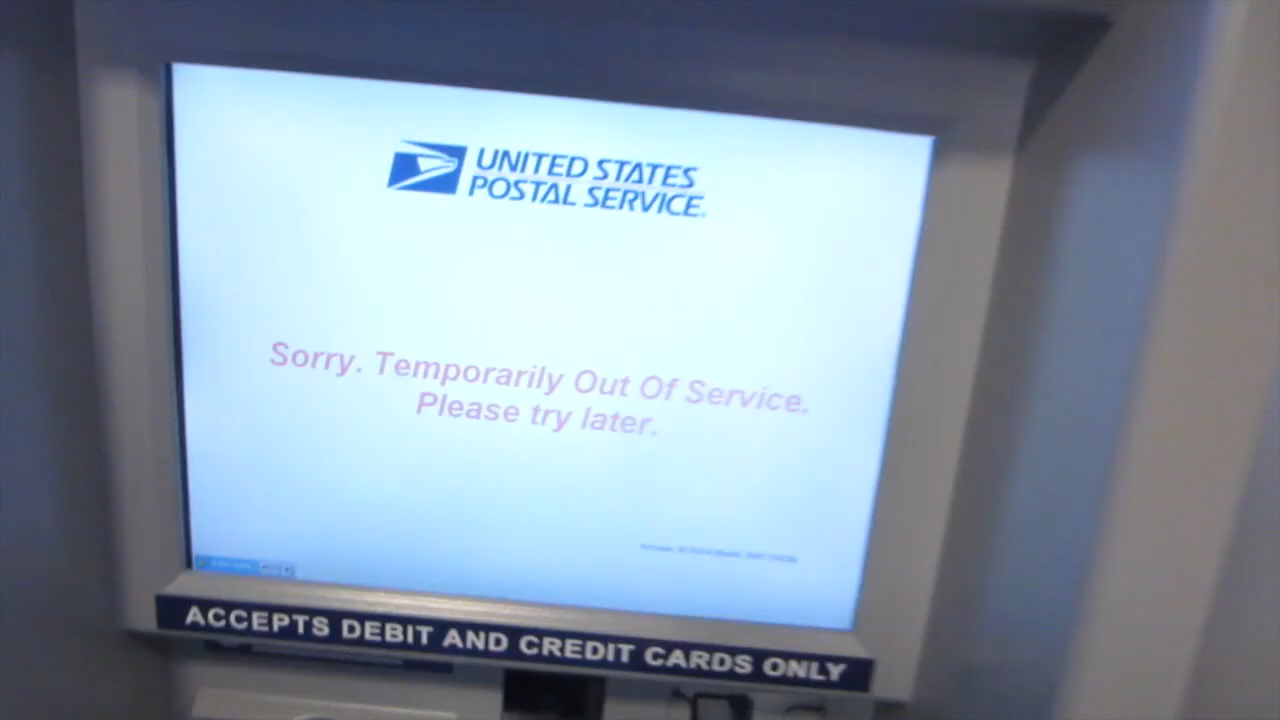 UNITED STATES
POSTAL SERVICE.
Sorry. Temporarily Out Of Service.
Please try later.
ACCEPTS DEBIT AND CREDIT CARDS ONLY